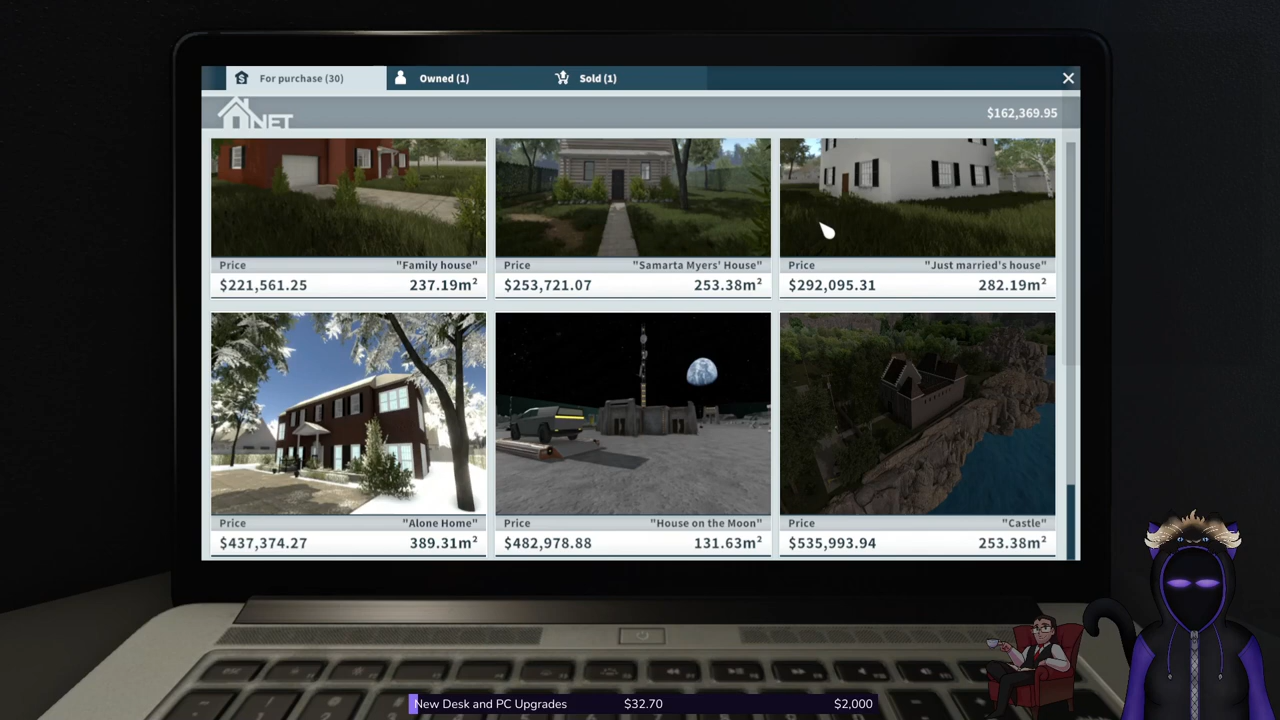 For purchase (30) Owned (1) Sold (1)
NET $162,369.95
Price "Family house"
$221,561.25 237.19m²
Price "Samarta Myers' House"
$253,721.07 253.38m²
Price "Just married's house"
$292,095.31 282.19m²
Price "Alone Home"
$437,374.27 389.31m²
Price "House on the Moon"
$482,978.88 131.63m²
Price "Castle"
$535,993.94 253.38m²
New Desk and PC Upgrades $32.70 $2,000